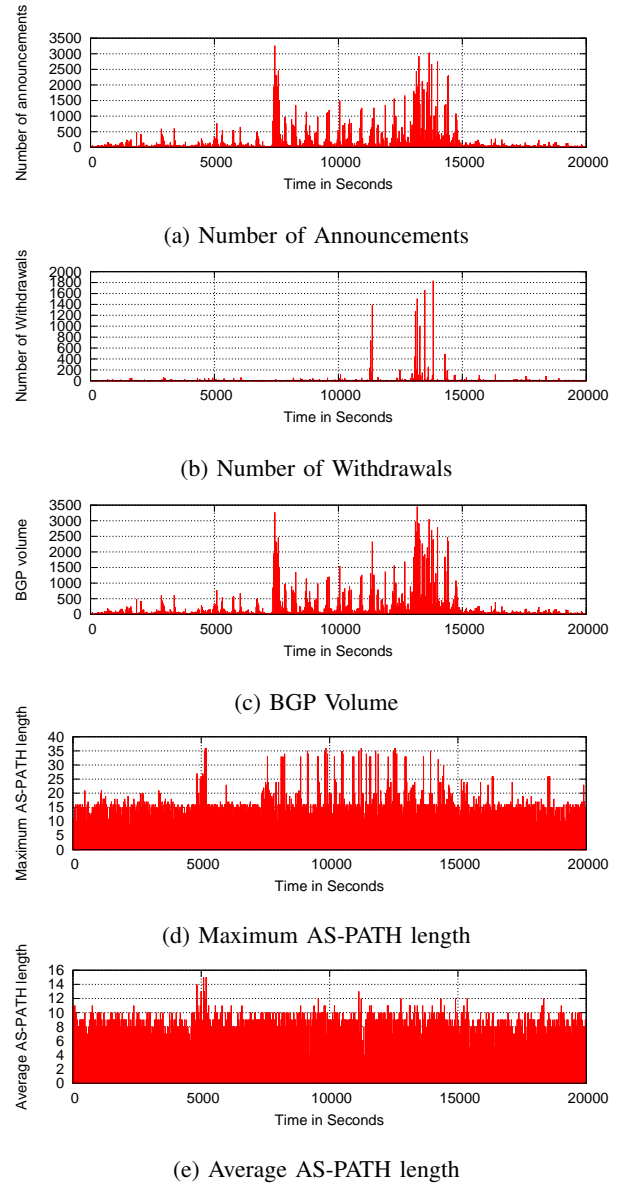 Number of announcements
3500
3000
2500
2000
1500
1000
500
0
0 5000 10000 15000 20000
Time in Seconds
(a) Number of Announcements
Number of Withdrawals
2000
1800
1600
1400
1200
1000
800
600
400
200
0
0 5000 10000 15000 20000
Time in Seconds
(b) Number of Withdrawals
BGP volume
3500
3000
2500
2000
1500
1000
500
0
0 5000 10000 15000 20000
Time in Seconds
(c) BGP Volume
Maximum AS-PATH length
40
35
30
25
20
15
10
5
0
0 5000 10000 15000 20000
Time in Seconds
(d) Maximum AS-PATH length
Average AS-PATH length
16
14
12
10
8
6
4
2
0
0 5000 10000 15000 20000
Time in Seconds
(e) Average AS-PATH length